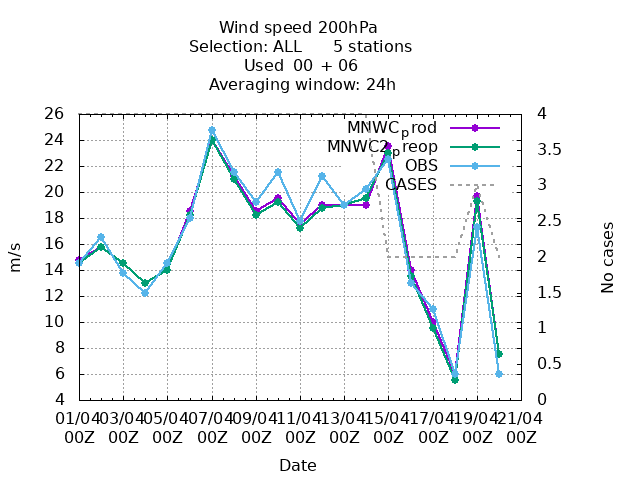 Wind speed 200hPa
Selection: ALL 5 stations
Used 00 + 06
Averaging window: 24h
26
24
22
20
18
16
14
12
10
8
6
4
m/s
4
3.5
3
2.5
2
1.5
1
0.5
0
No cases
MNWCprod
MNWC2preop
OBS
CASES
01/04 03/04 05/04 07/04 09/04 11/04 13/04 15/04 17/04 19/04 21/04
00Z 00Z 00Z 00Z 00Z 00Z 00Z 00Z 00Z 00Z 00Z
Date